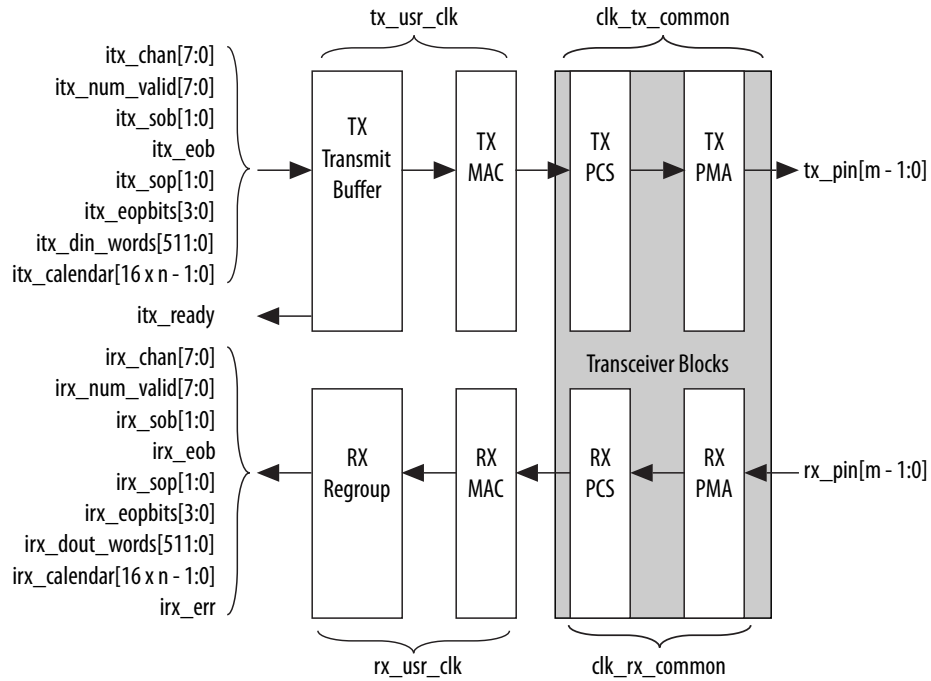 tx_usr_clk
clk_tx_common
itx_chan[7:0]
itx_num_valid[7:0]
itx_sob[1:0]
itx_eob
itx_sop[1:0]
itx_eopbits[3:0]
itx_din_words[511:0]
itx_calendar[16 x n - 1:0]
itx_ready
TX
Transmit
Buffer
TX
MAC
TX
PCS
TX
PMA
tx_pin[m - 1:0]
Transceiver Blocks
irx_chan[7:0]
irx_num_valid[7:0]
irx_sob[1:0]
irx_eob
irx_sop[1:0]
irx_eopbits[3:0]
irx_dout_words[511:0]
irx_calendar[16 x n - 1:0]
irx_err
RX
Regroup
RX
MAC
RX
PCS
RX
PMA
rx_pin[m - 1:0]
rx_usr_clk
clk_rx_common